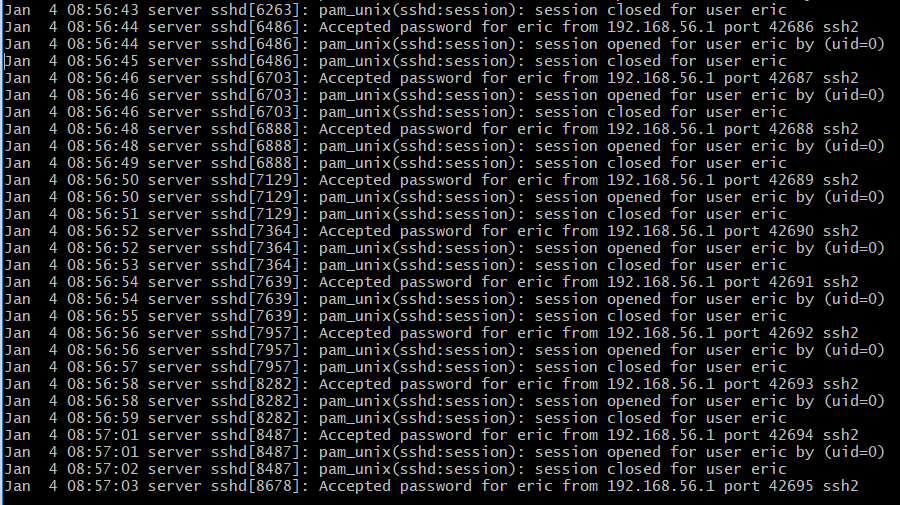 Jan  4 08:56:43 server sshd[6263]: pam_unix(sshd:session): session closed for user eric
Jan  4 08:56:44 server sshd[6486]: Accepted password for eric from 192.168.56.1 port 42686 ssh2
Jan  4 08:56:44 server sshd[6486]: pam_unix(sshd:session): session opened for user eric by (uid=0)
Jan  4 08:56:45 server sshd[6486]: pam_unix(sshd:session): session closed for user eric
Jan  4 08:56:46 server sshd[6703]: Accepted password for eric from 192.168.56.1 port 42687 ssh2
Jan  4 08:56:46 server sshd[6703]: pam_unix(sshd:session): session opened for user eric by (uid=0)
Jan  4 08:56:46 server sshd[6703]: pam_unix(sshd:session): session closed for user eric
Jan  4 08:56:48 server sshd[6888]: Accepted password for eric from 192.168.56.1 port 42688 ssh2
Jan  4 08:56:48 server sshd[6888]: pam_unix(sshd:session): session opened for user eric by (uid=0)
Jan  4 08:56:49 server sshd[6888]: pam_unix(sshd:session): session closed for user eric
Jan  4 08:56:50 server sshd[7129]: Accepted password for eric from 192.168.56.1 port 42689 ssh2
Jan  4 08:56:50 server sshd[7129]: pam_unix(sshd:session): session opened for user eric by (uid=0)
Jan  4 08:56:51 server sshd[7129]: pam_unix(sshd:session): session closed for user eric
Jan  4 08:56:52 server sshd[7364]: Accepted password for eric from 192.168.56.1 port 42690 ssh2
Jan  4 08:56:52 server sshd[7364]: pam_unix(sshd:session): session opened for user eric by (uid=0)
Jan  4 08:56:53 server sshd[7364]: pam_unix(sshd:session): session closed for user eric
Jan  4 08:56:54 server sshd[7639]: Accepted password for eric from 192.168.56.1 port 42691 ssh2
Jan  4 08:56:54 server sshd[7639]: pam_unix(sshd:session): session opened for user eric by (uid=0)
Jan  4 08:56:55 server sshd[7639]: pam_unix(sshd:session): session closed for user eric
Jan  4 08:56:56 server sshd[7957]: Accepted password for eric from 192.168.56.1 port 42692 ssh2
Jan  4 08:56:56 server sshd[7957]: pam_unix(sshd:session): session opened for user eric by (uid=0)
Jan  4 08:56:57 server sshd[7957]: pam_unix(sshd:session): session closed for user eric
Jan  4 08:56:58 server sshd[8282]: Accepted password for eric from 192.168.56.1 port 42693 ssh2
Jan  4 08:56:58 server sshd[8282]: pam_unix(sshd:session): session opened for user eric by (uid=0)
Jan  4 08:56:59 server sshd[8282]: pam_unix(sshd:session): session closed for user eric
Jan  4 08:57:01 server sshd[8487]: Accepted password for eric from 192.168.56.1 port 42694 ssh2
Jan  4 08:57:01 server sshd[8487]: pam_unix(sshd:session): session opened for user eric by (uid=0)
Jan  4 08:57:02 server sshd[8487]: pam_unix(sshd:session): session closed for user eric
Jan  4 08:57:03 server sshd[8678]: Accepted password for eric from 192.168.56.1 port 42695 ssh2